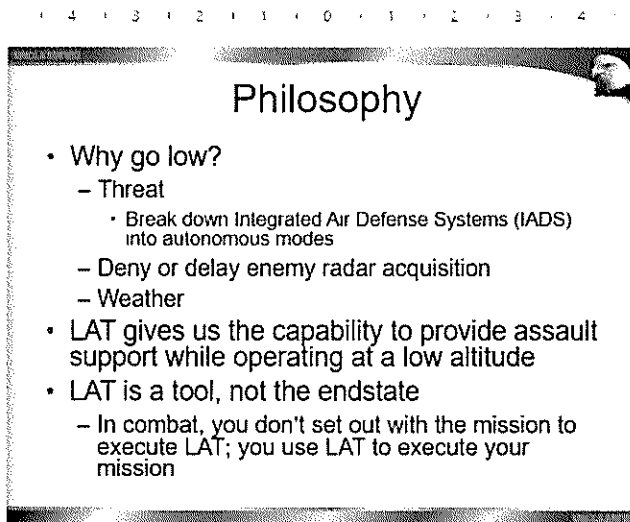 4 3 2 1 0 1 2 3 4
Philosophy
• Why go low?
– Threat
• Break down Integrated Air Defense Systems (IADS)
into autonomous modes
– Deny or delay enemy radar acquisition
– Weather
• LAT gives us the capability to provide assault
support while operating at a low altitude
• LAT is a tool, not the endstate
– In combat, you don't set out with the mission to
execute LAT; you use LAT to execute your
mission